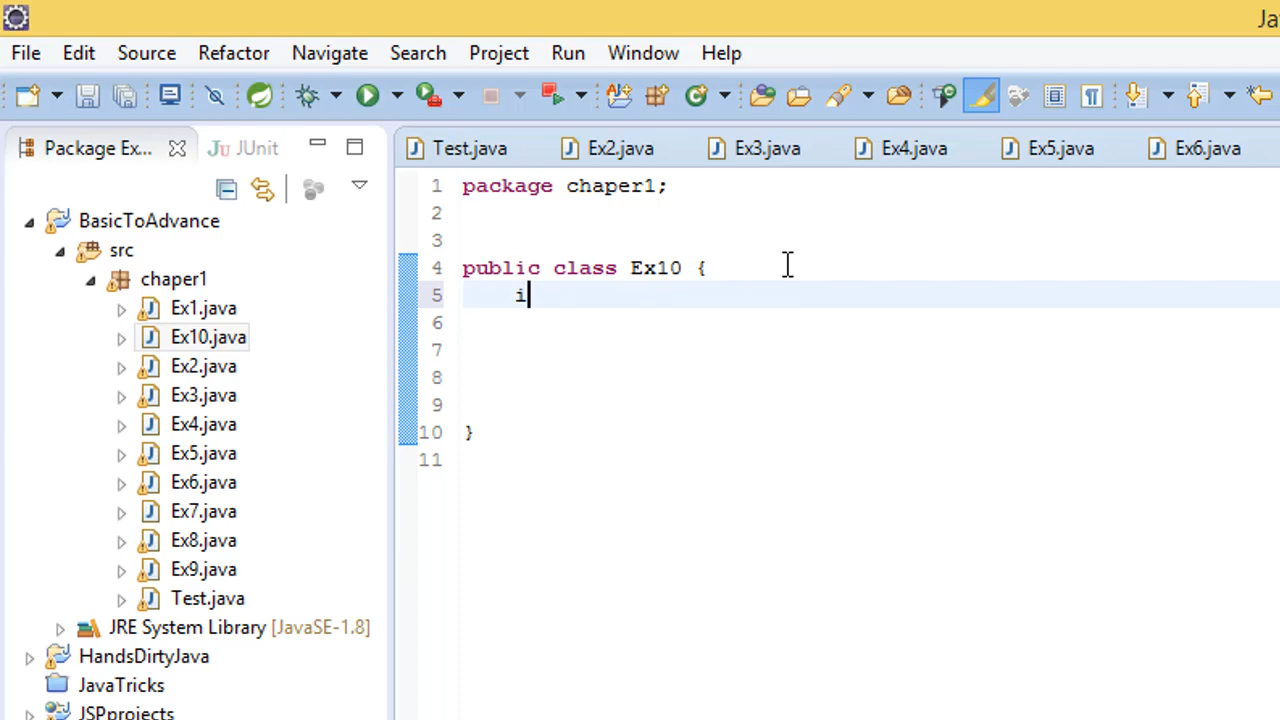 Ja
File Edit Source Refactor Navigate Search Project Run Window Help
Package Ex... JUnit
Test.java Ex2.java Ex3.java Ex4.java Ex5.java Ex6.java
BasicToAdvance
src
chaper1
Ex1.java
Ex10.java
Ex2.java
Ex3.java
Ex4.java
Ex5.java
Ex6.java
Ex7.java
Ex8.java
Ex9.java
Test.java
JRE System Library [JavaSE-1.8]
HandsDirtyJava
JavaTricks
JSPprojects
1 package chaper1;
2
3
4 public class Ex10 {
5 i
6
7
8
9
10 }
11